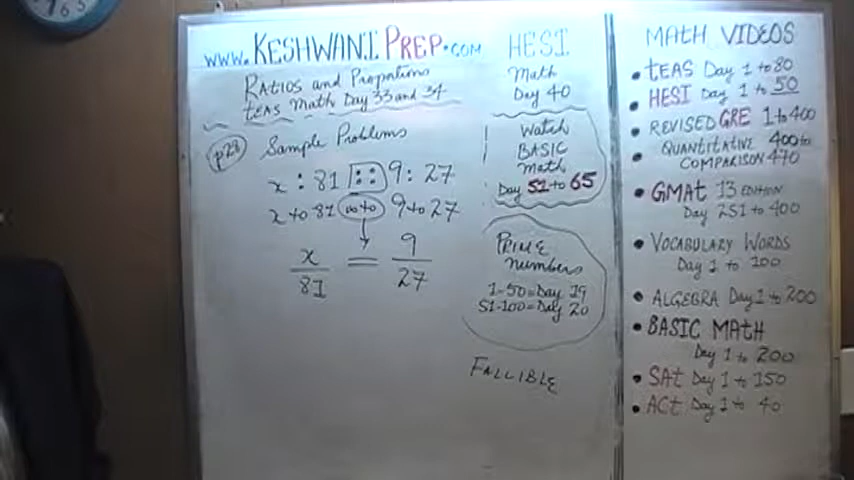 www.KESHWANIPREP.com
RATIOS and Propotions
TEAS Math Day 33 and 34
p23 Sample Problems
x : 81 :: 9 : 27
x to 81 as to 9 to 27
x/81 = 9/27
HESI
Math
Day 40
Watch
BASIC
Math
Day 51 to 65
PRIME
Numbers
1-50=Day 19
51-100=Day 20
FALLIBLE
MATH VIDEOS
• TEAS Day 1 to 80
• HESI Day 1 to 50
• REVISED GRE 1 to 400
• QUANTITATIVE 400 to
COMPARISON 470
• GMAT 13 EDITION
Day 251 to 400
• VOCABULARY WORDS
Day 1 to 100
• ALGEBRA Day 1 to 200
• BASIC MATH
Day 1 to 200
• SAT Day 1 to 150
• ACT Day 1 to 40